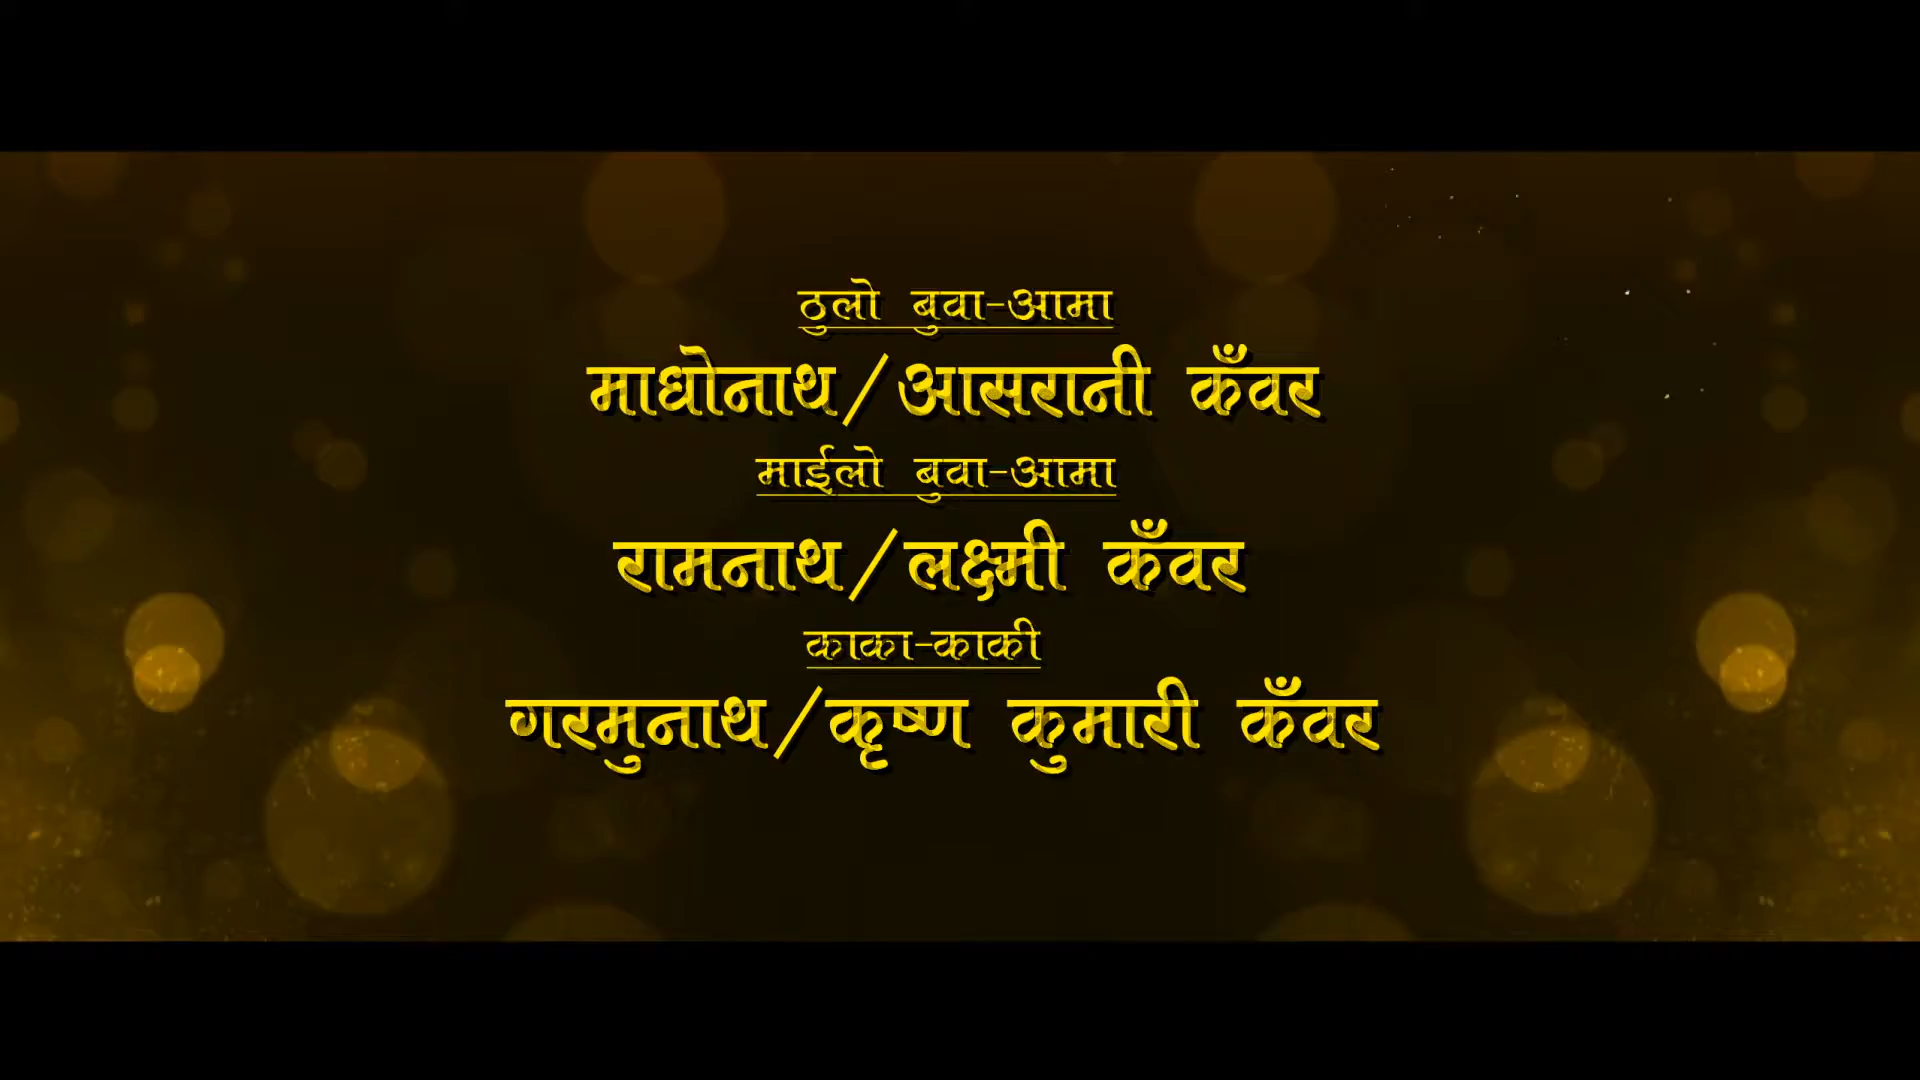 ठुलो बुवा-आमा
माधोनाथ/आसरानी कँवर
माईलो बुवा-आमा
रामनाथ/लक्ष्मी कँवर
काका-काकी
गरमुनाथ/कृष्ण कुमारी कँवर